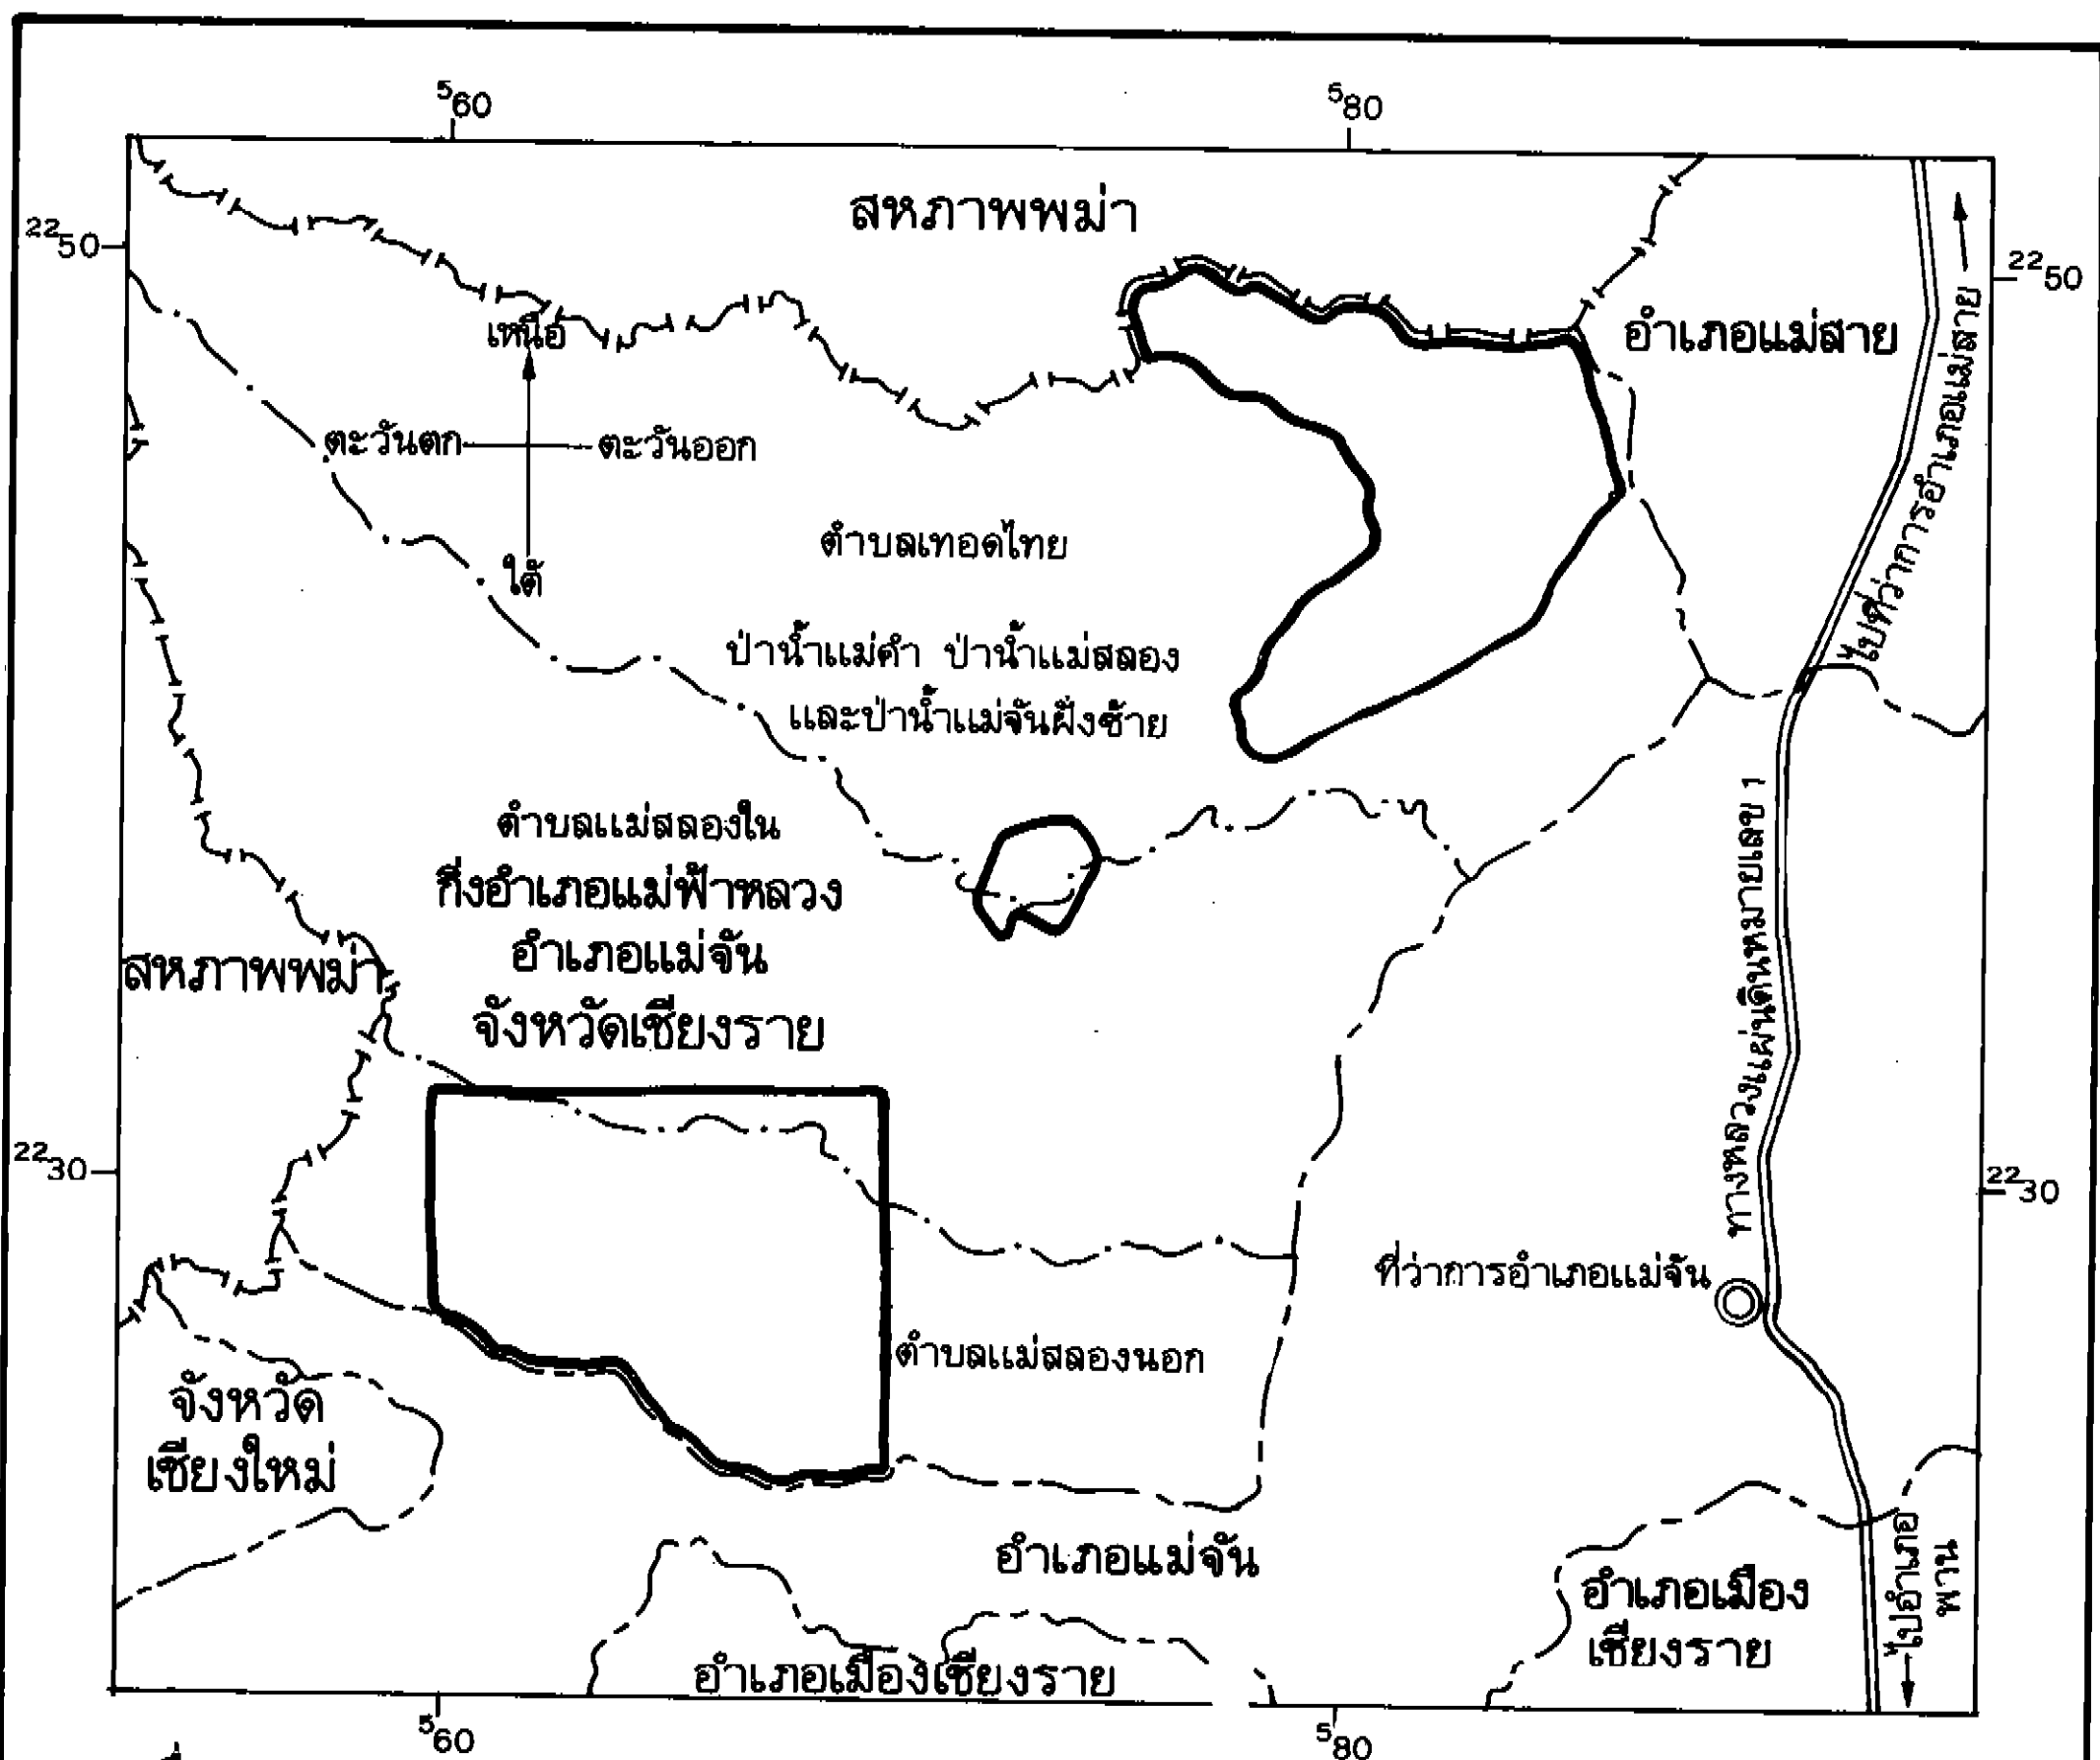 560 580
สหภาพพม่า
2250
2250
อำเภอแม่สาย
ไปที่ว่าการอำเภอแม่สาย
เหนือ
ตะวันตก ตะวันออก
ใต้
ตำบลเทอดไทย
ป่าน้ำแม่คำ ป่าน้ำแม่สลอง
และป่าน้ำแม่จันฝั่งซ้าย
ตำบลแม่สลองใน
กิ่งอำเภอแม่ฟ้าหลวง
อำเภอแม่จัน
จังหวัดเชียงราย
สหภาพพม่า
ทางหลวงแผ่นดินหมายเลข 1
2230
2230
ที่ว่าการอำเภอแม่จัน
ตำบลแม่สลองนอก
จังหวัด
เชียงใหม่
อำเภอแม่จัน
อำเภอเมือง
เชียงราย
ไปอำเภอ
พาน
อำเภอเมืองเชียงราย
560 580